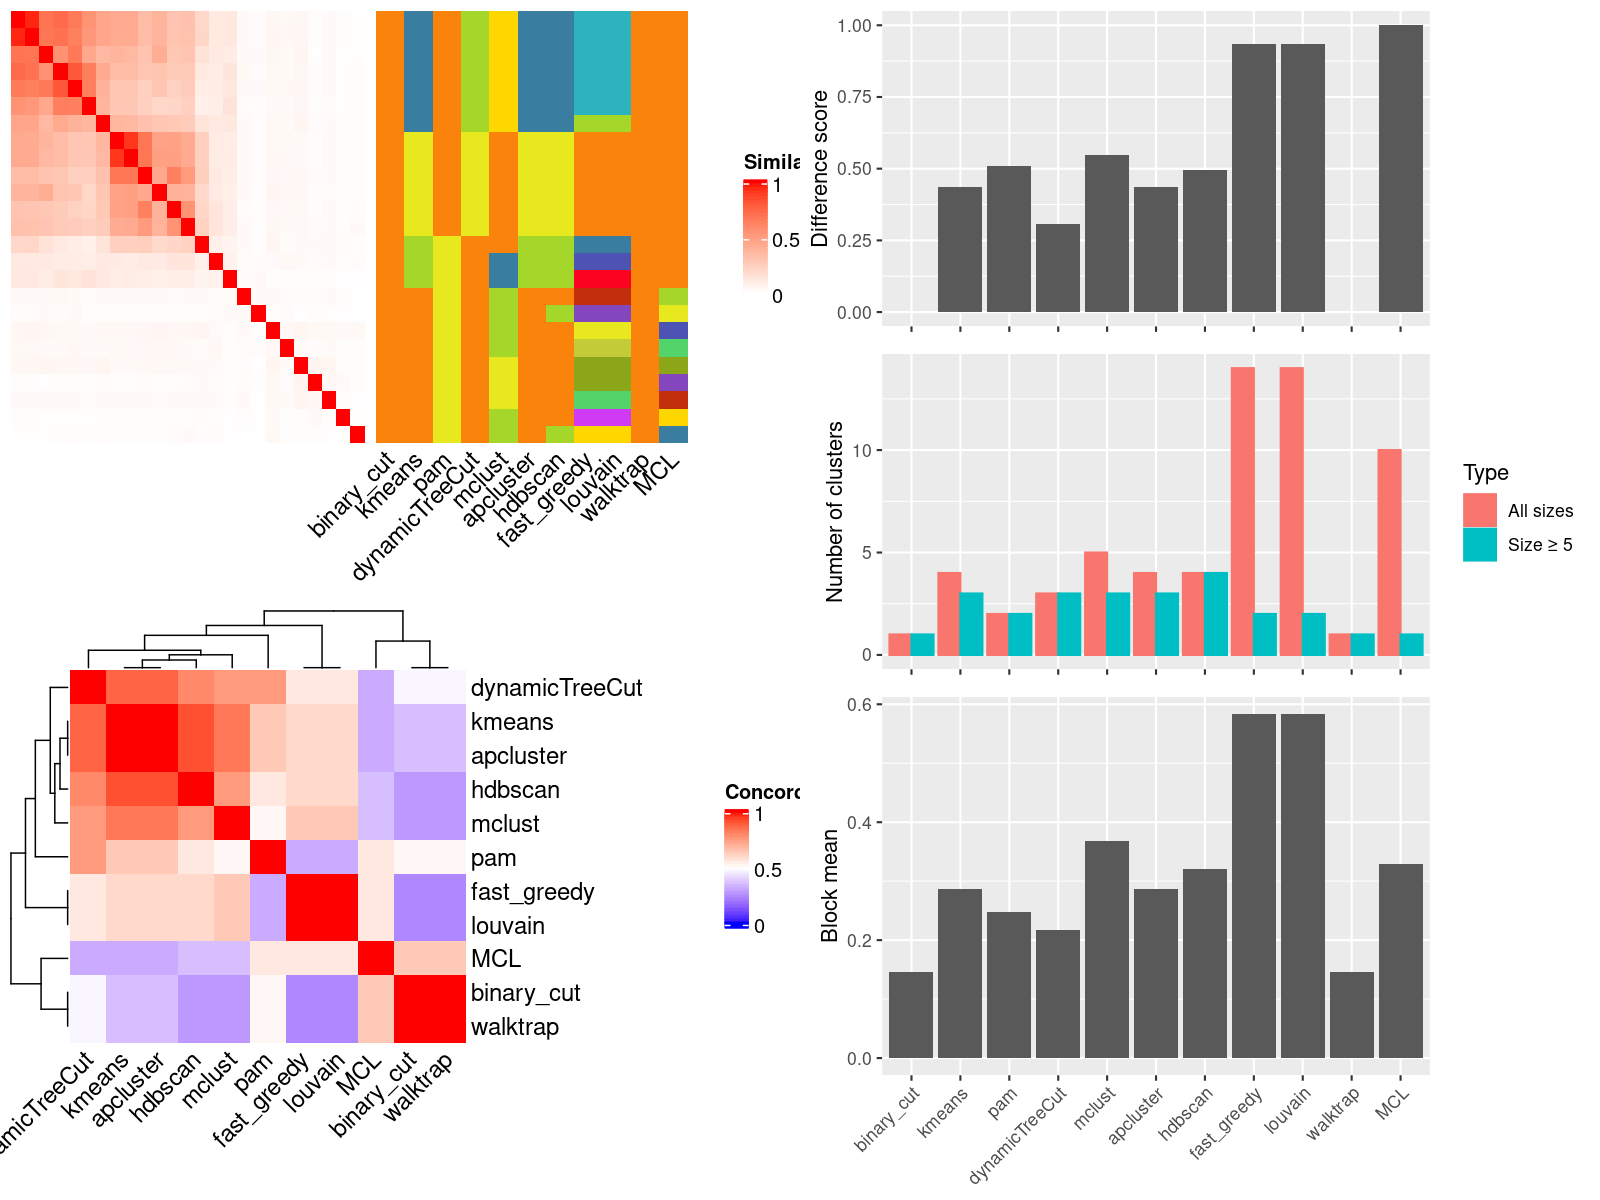 Simila
1
0.5
0
binary_cut
kmeans
pam
dynamicTreeCut
mclust
apcluster
hdbscan
fast_greedy
louvain
walktrap
MCL
dynamicTreeCut
kmeans
apcluster
hdbscan
mclust
pam
fast_greedy
louvain
MCL
binary_cut
walktrap
Concord
1
0.5
0
amicTreeCut
kmeans
apcluster
hdbscan
mclust
pam
fast_greedy
louvain
MCL
binary_cut
walktrap
Difference score
1.00
0.75
0.50
0.25
0.00
Number of clusters
10
5
0
Type
All sizes
Size ≥ 5
Block mean
0.6
0.4
0.2
0.0
binary_cut
kmeans
pam
dynamicTreeCut
mclust
apcluster
hdbscan
fast_greedy
louvain
walktrap
MCL